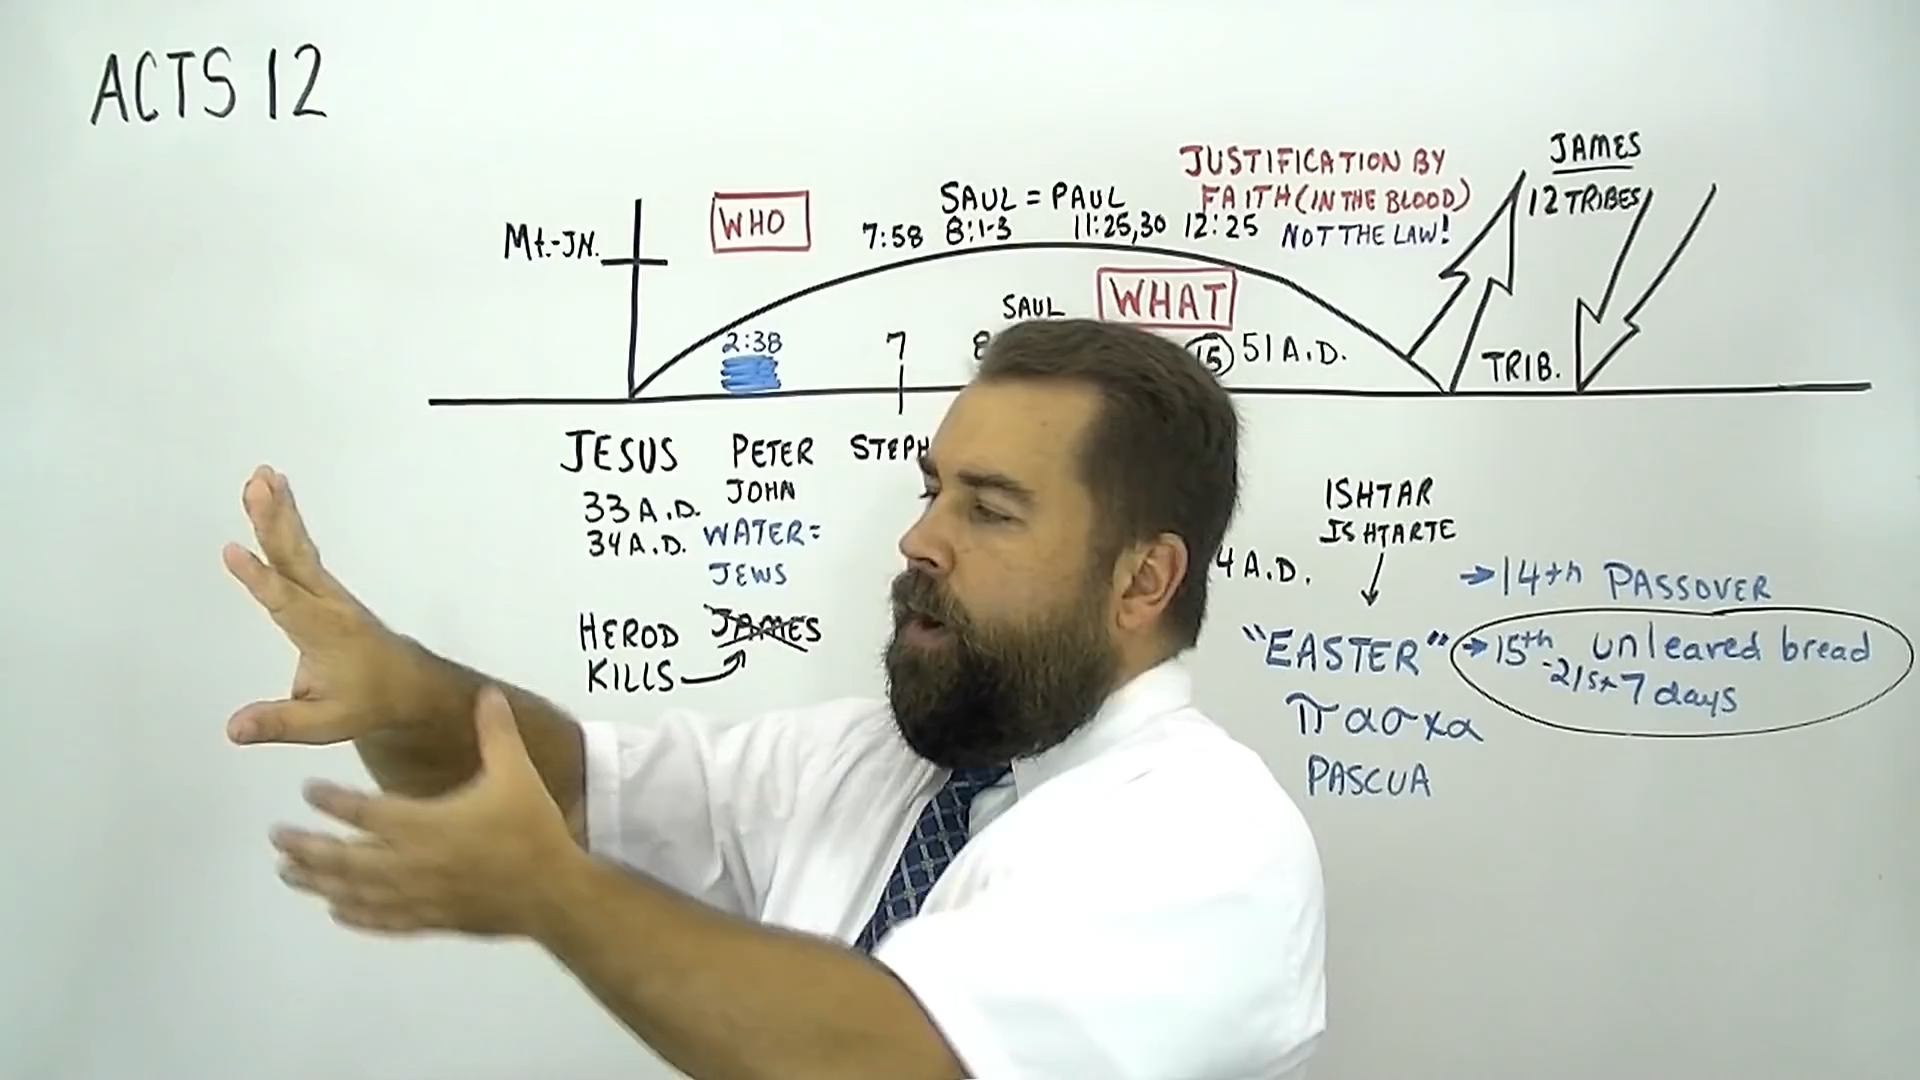 ACTS 12
JAMES
12 TRIBES
JUSTIFICATION BY
FAITH (IN THE BLOOD)
NOT THE LAW!
SAUL = PAUL
7:58 8:1-3 11:25,30 12:25
WHO
Mt.-JN.
WHAT
SAUL
2:38
7
8
15 51 A.D.
TRIB.
JESUS
33 A.D.
34 A.D.
PETER
JOHN
WATER=
JEWS
STEPH
HEROD JAMES
KILLS
4 A.D.
ISHTAR
ISHTARTE
14th PASSOVER
"EASTER"
15th unleared bread
-21st 7 days
πασχα
PASCUA